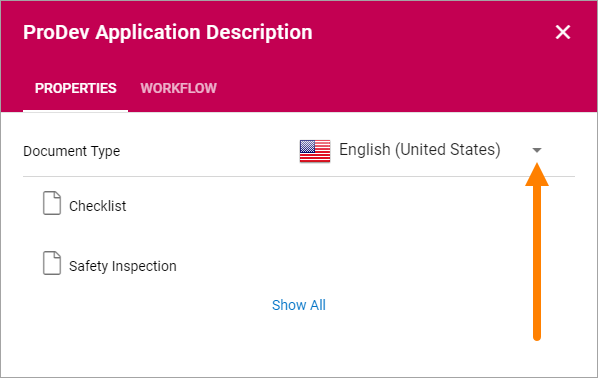 ProDev Application Description
PROPERTIES WORKFLOW
Document Type English (United States)
Checklist
Safety Inspection
Show All